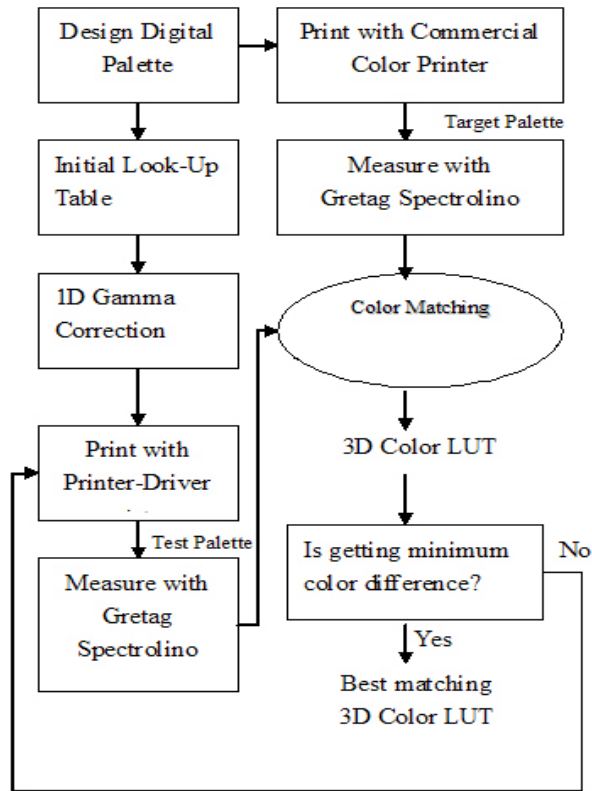 Design Digital
Palette
Print with Commercial
Color Printer
Target Palette
Initial Look-Up
Table
Measure with
Gretag Spectrolino
1D Gamma
Correction
Color Matching
Print with
Printer-Driver
3D Color LUT
Test Palette
Measure with
Gretag
Spectrolino
Is getting minimum
color difference?
No
Yes
Best matching
3D Color LUT